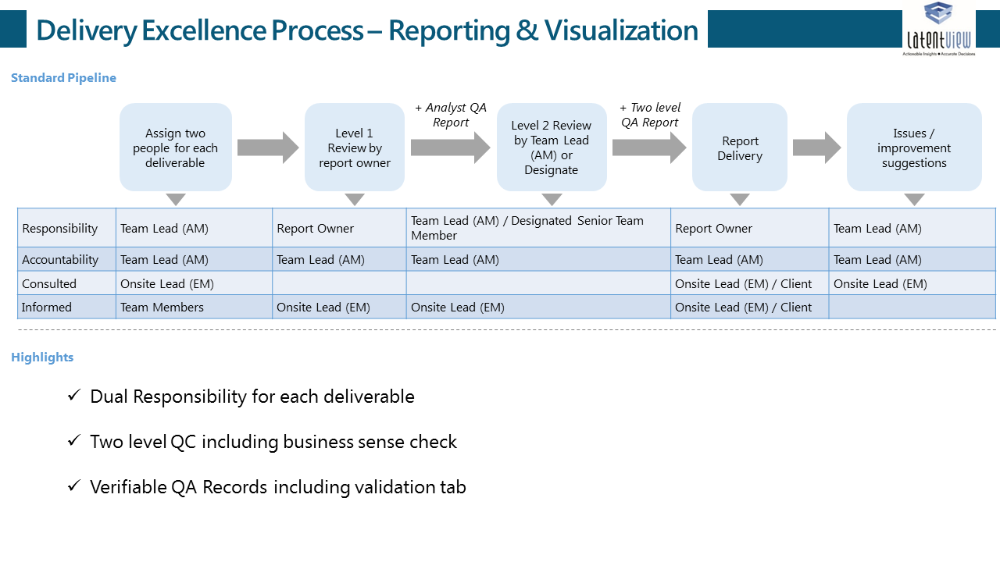 Delivery Excellence Process – Reporting & Visualization
LatentView
Actionable Insights • Accurate Decisions
Standard Pipeline
Assign two
people for each
deliverable
Level 1
Review by
report owner
+ Analyst QA
Report
Level 2 Review
by Team Lead
(AM) or
Designate
+ Two level
QA Report
Report
Delivery
Issues /
improvement
suggestions
Responsibility
Team Lead (AM)
Report Owner
Team Lead (AM) / Designated Senior Team
Member
Report Owner
Team Lead (AM)
Accountability
Team Lead (AM)
Team Lead (AM)
Team Lead (AM)
Team Lead (AM)
Team Lead (AM)
Consulted
Onsite Lead (EM)
Onsite Lead (EM) / Client
Onsite Lead (EM)
Informed
Team Members
Onsite Lead (EM)
Onsite Lead (EM)
Onsite Lead (EM) / Client
Highlights
✓ Dual Responsibility for each deliverable
✓ Two level QC including business sense check
✓ Verifiable QA Records including validation tab